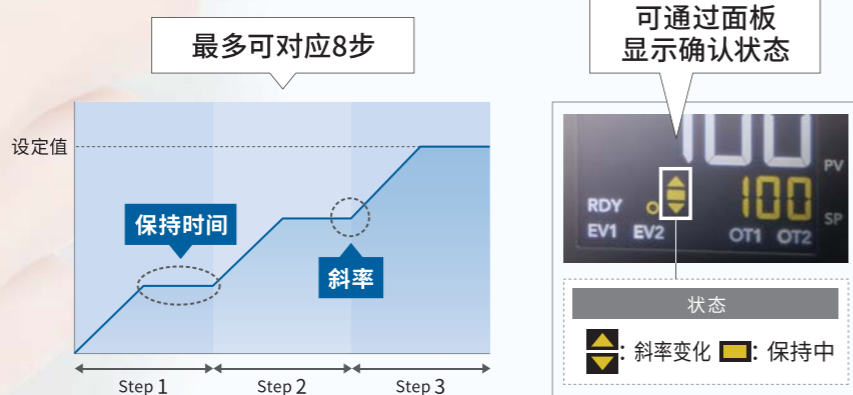 最多可对应8步
可通过面板
显示确认状态
设定值
保持时间
斜率
Step 1
Step 2
Step 3
100
PV
100
SP
RDY
EV1 EV2
OT1 OT2
状态
: 斜率变化 : 保持中